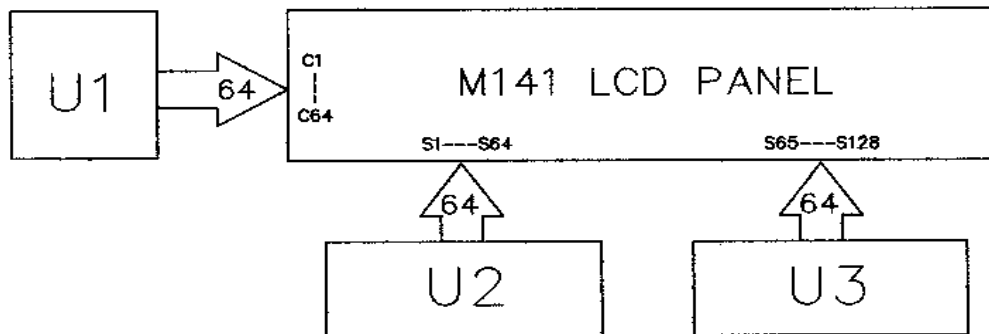 U1
64
C1
C64
M141 LCD PANEL
S1---S64
S65---S128
64
64
U2
U3